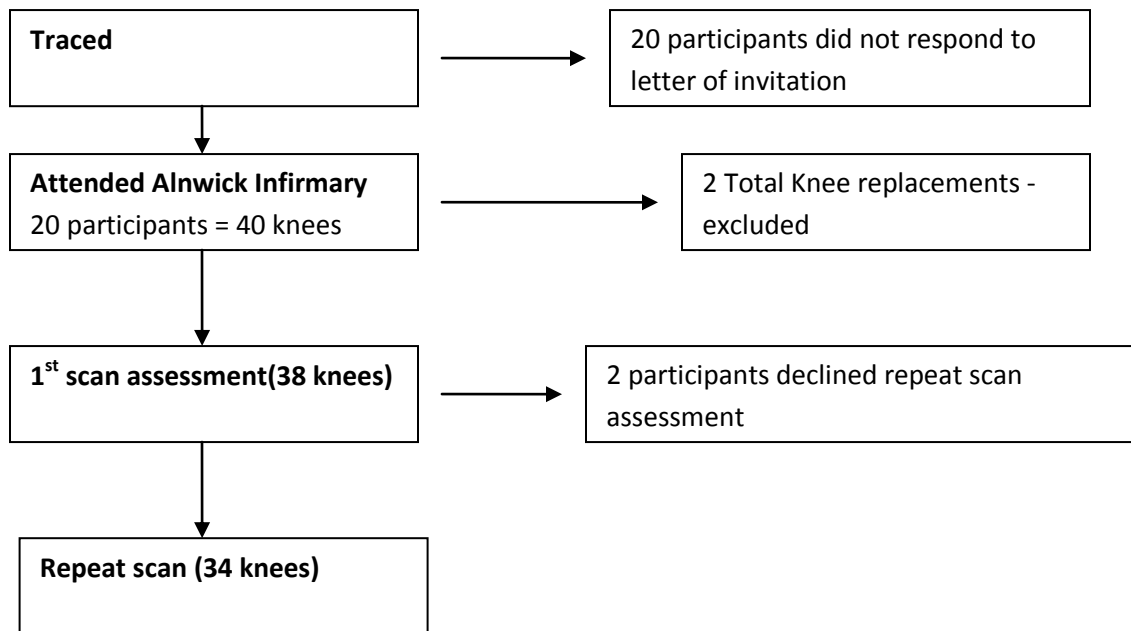 Traced
20 participants did not respond to
letter of invitation
Attended Alnwick Infirmary
20 participants = 40 knees
2 Total Knee replacements -
excluded
1st scan assessment(38 knees)
2 participants declined repeat scan
assessment
Repeat scan (34 knees)